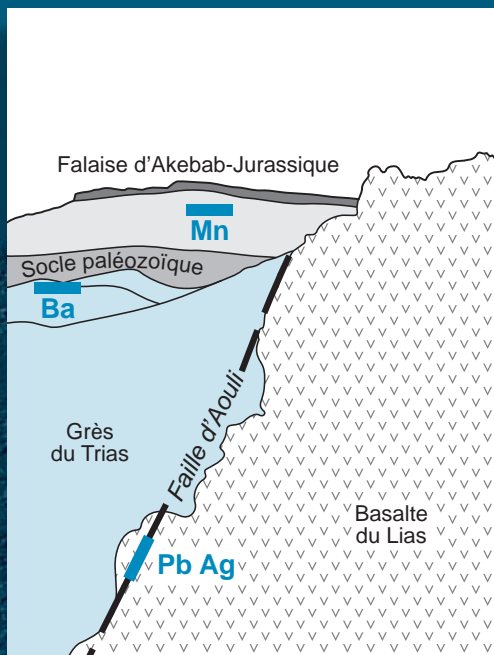 Falaise d'Akebab-Jurassique
Mn
Socle paléozoïque
Ba
Faille d'Aouli
Grès
du Trias
Basalte
du Lias
Pb Ag